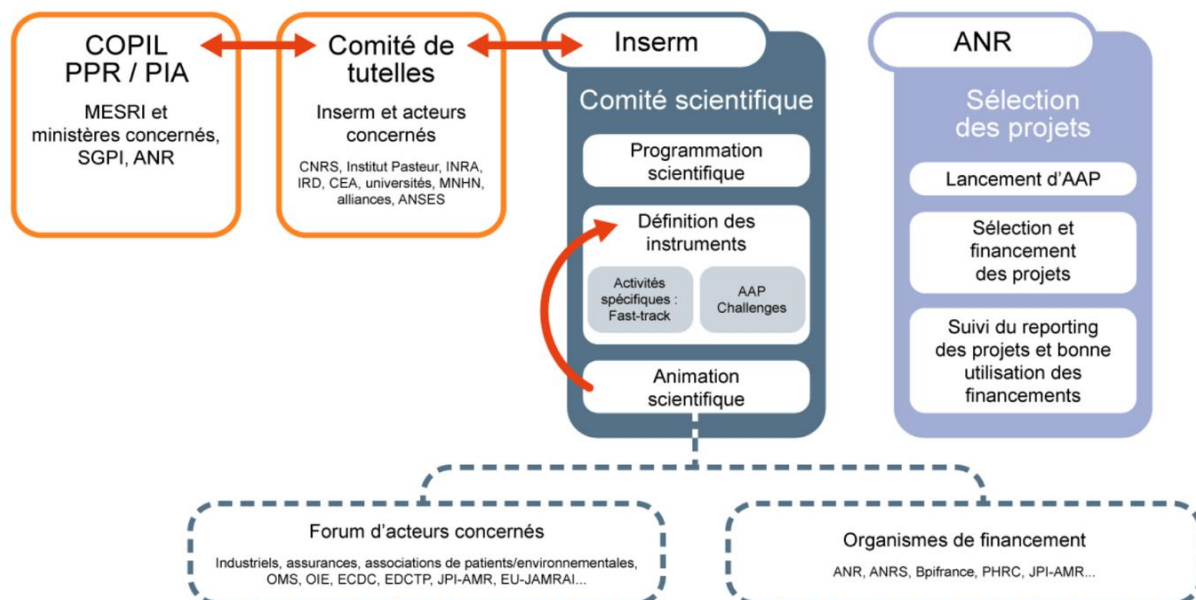 COPIL
PPR / PIA
MESRI et
ministères concernés,
SGPI, ANR
Comité de
tutelles
Inserm et acteurs
concernés
CNRS, Institut Pasteur, INRA,
IRD, CEA, universités, MNHN,
alliances, ANSES
Inserm
Comité scientifique
Programmation
scientifique
Définition des
instruments
Activités
spécifiques :
Fast-track
AAP
Challenges
Animation
scientifique
ANR
Sélection
des projets
Lancement d'AAP
Sélection et
financement
des projets
Suivi du reporting
des projets et bonne
utilisation des
financements
Forum d'acteurs concernés
Industriels, assurances, associations de patients/environnementales,
OMS, OIE, ECDC, EDCTP, JPI-AMR, EU-JAMRAI...
Organismes de financement
ANR, ANRS, Bpifrance, PHRC, JPI-AMR...